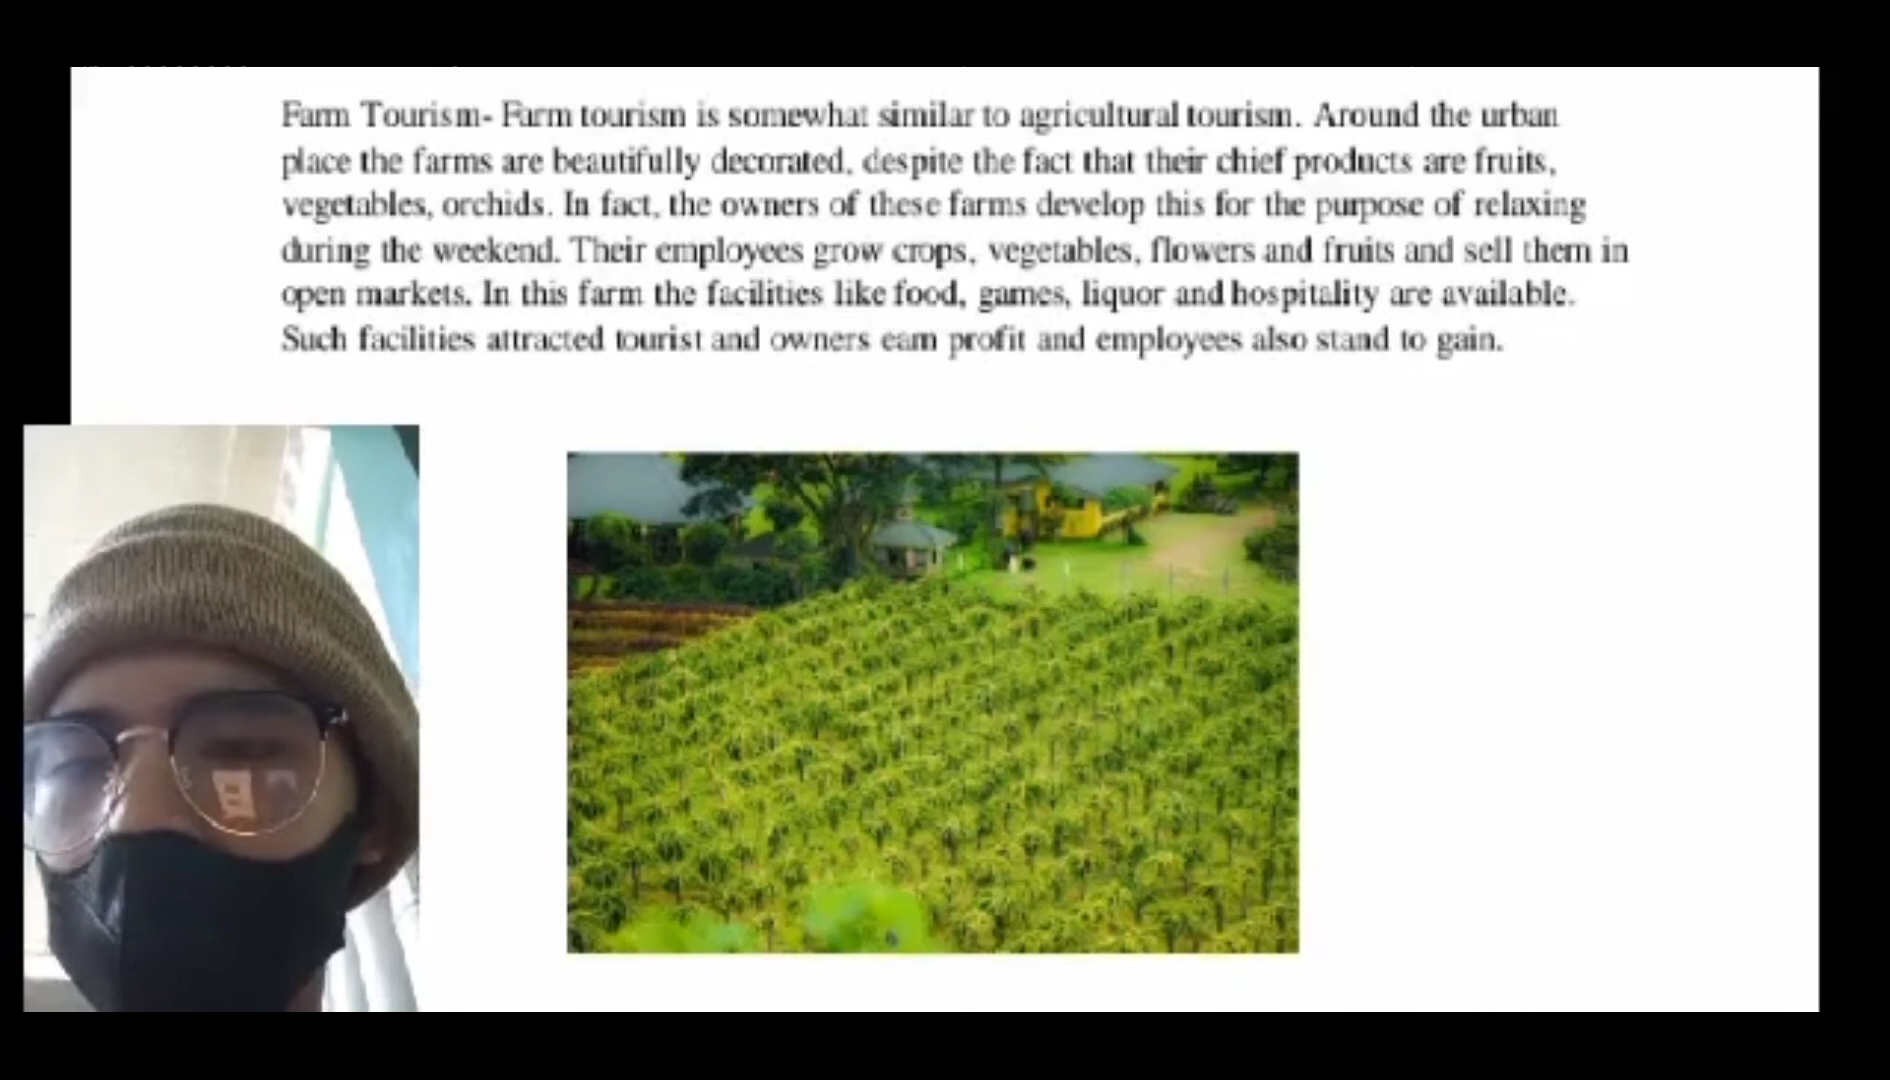 Farm Tourism- Farm tourism is somewhat similar to agricultural tourism. Around the urban
place the farms are beautifully decorated, despite the fact that their chief products are fruits,
vegetables, orchids. In fact, the owners of these farms develop this for the purpose of relaxing
during the weekend. Their employees grow crops, vegetables, flowers and fruits and sell them in
open markets. In this farm the facilities like food, games, liquor and hospitality are available.
Such facilities attracted tourist and owners earn profit and employees also stand to gain.